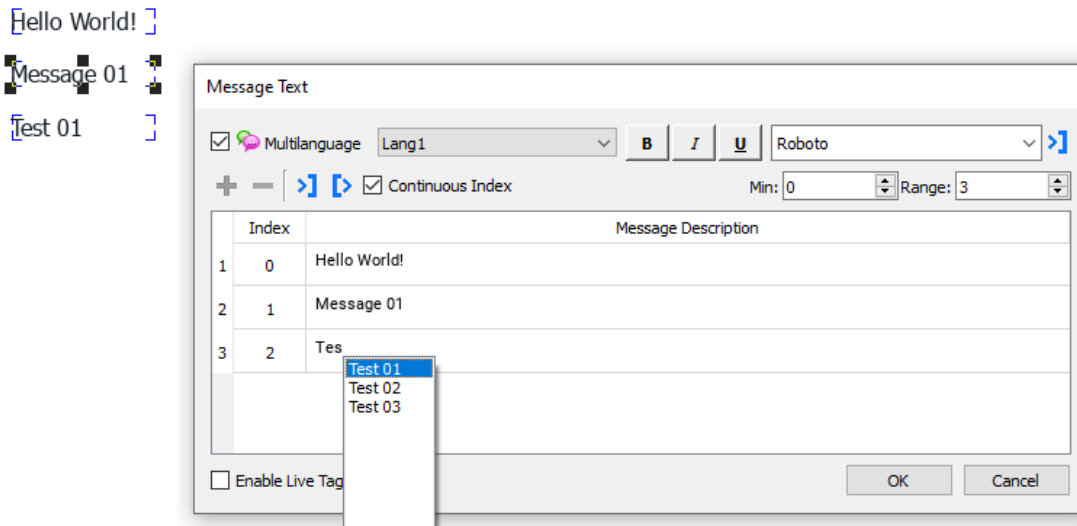 Hello World!
Message 01
Test 01
Message Text
Multilanguage Lang1 B I U Roboto
Continuous Index Min: 0 Range: 3
Index Message Description
1 0 Hello World!
2 1 Message 01
3 2 Tes
Test 01
Test 02
Test 03
Enable Live Tag OK Cancel